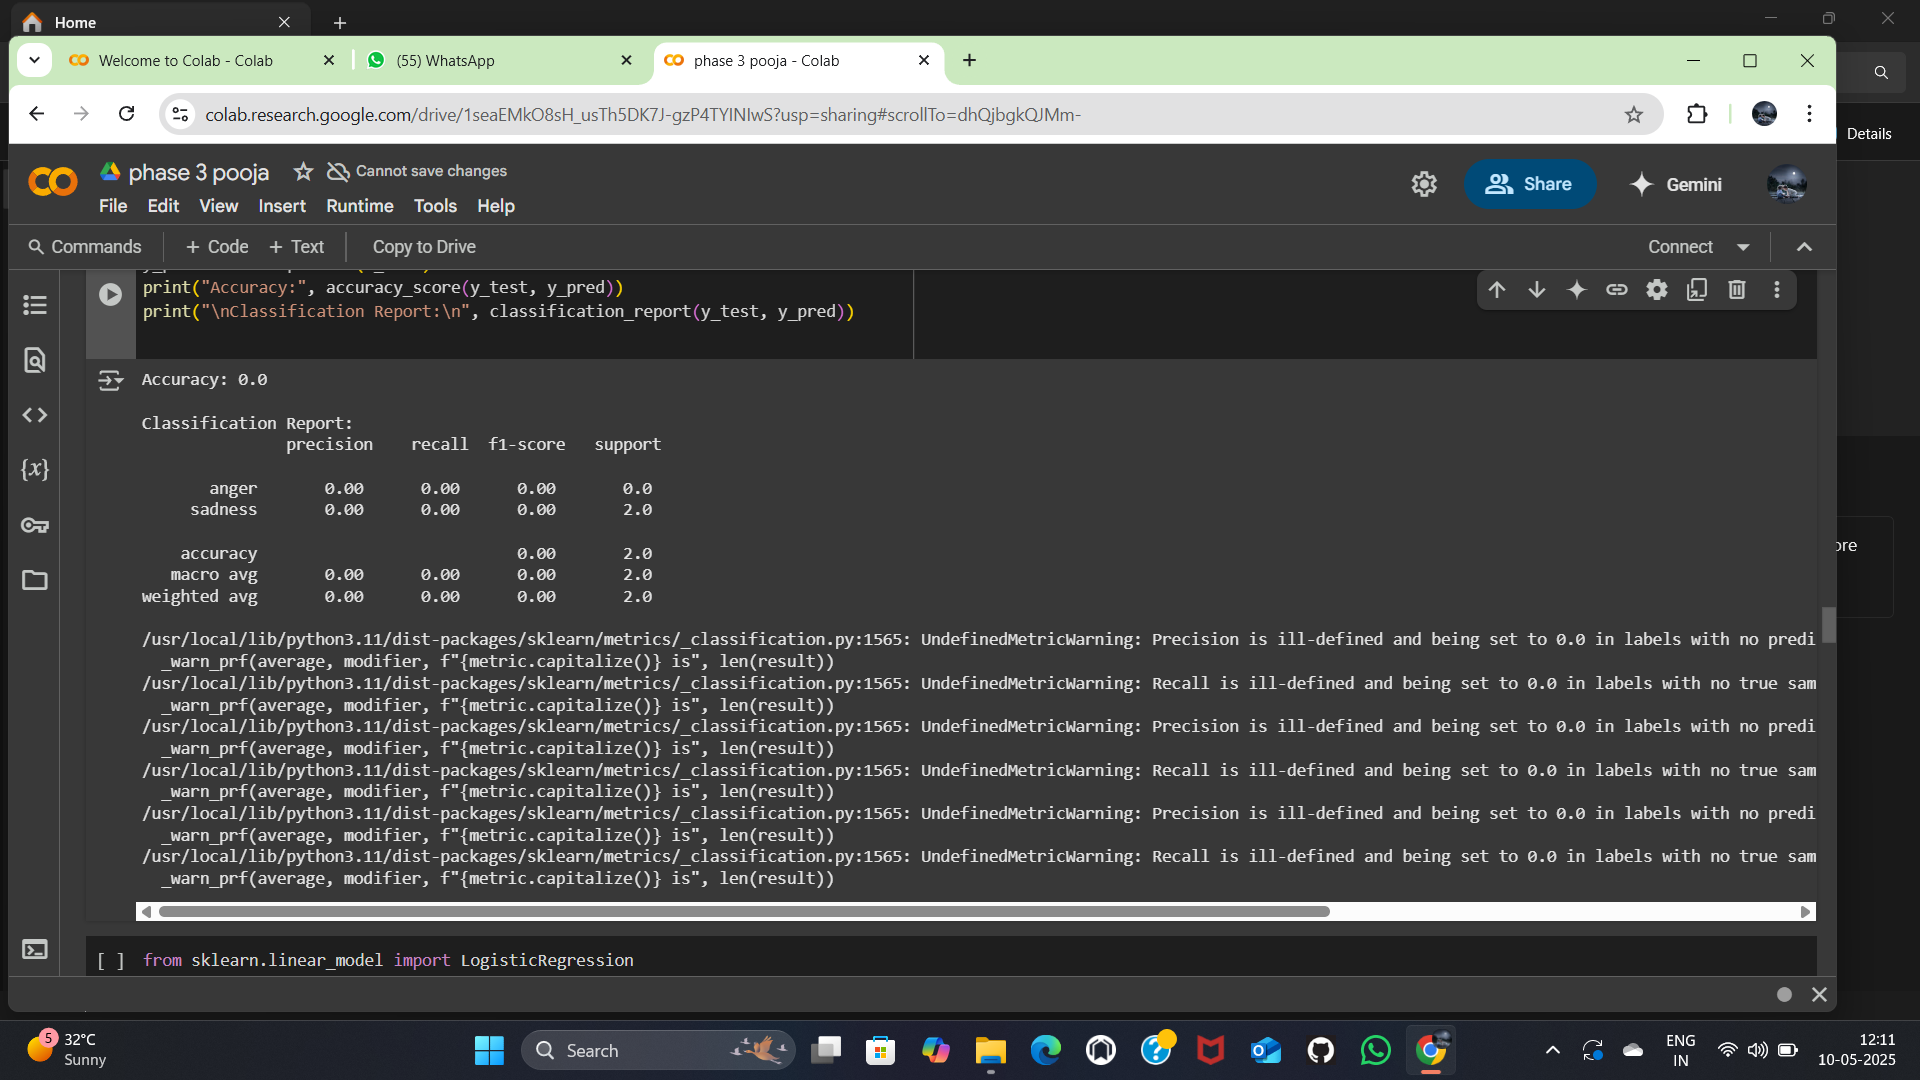 Home
Welcome to Colab - Colab
(55) WhatsApp
phase 3 pooja - Colab
colab.research.google.com/drive/1seaEMkO8sH_usTh5DK7J-gzP4TYINIwS?usp=sharing#scrollTo=dhQjbgkQJMm-
Details
phase 3 pooja
Cannot save changes
File Edit View Insert Runtime Tools Help
Share
Gemini
Commands
+ Code
+ Text
Copy to Drive
Connect
print("Accuracy:", accuracy_score(y_test, y_pred))
print("\nClassification Report:\n", classification_report(y_test, y_pred))
Accuracy: 0.0
Classification Report:
precision recall f1-score support
anger 0.00 0.00 0.00 0.0
sadness 0.00 0.00 0.00 2.0
accuracy 0.00 2.0
macro avg 0.00 0.00 0.00 2.0
weighted avg 0.00 0.00 0.00 2.0
/usr/local/lib/python3.11/dist-packages/sklearn/metrics/_classification.py:1565: UndefinedMetricWarning: Precision is ill-defined and being set to 0.0 in labels with no predi
_warn_prf(average, modifier, f"{metric.capitalize()} is", len(result))
/usr/local/lib/python3.11/dist-packages/sklearn/metrics/_classification.py:1565: UndefinedMetricWarning: Recall is ill-defined and being set to 0.0 in labels with no true sam
_warn_prf(average, modifier, f"{metric.capitalize()} is", len(result))
/usr/local/lib/python3.11/dist-packages/sklearn/metrics/_classification.py:1565: UndefinedMetricWarning: Precision is ill-defined and being set to 0.0 in labels with no predi
_warn_prf(average, modifier, f"{metric.capitalize()} is", len(result))
/usr/local/lib/python3.11/dist-packages/sklearn/metrics/_classification.py:1565: UndefinedMetricWarning: Recall is ill-defined and being set to 0.0 in labels with no true sam
_warn_prf(average, modifier, f"{metric.capitalize()} is", len(result))
/usr/local/lib/python3.11/dist-packages/sklearn/metrics/_classification.py:1565: UndefinedMetricWarning: Precision is ill-defined and being set to 0.0 in labels with no predi
_warn_prf(average, modifier, f"{metric.capitalize()} is", len(result))
/usr/local/lib/python3.11/dist-packages/sklearn/metrics/_classification.py:1565: UndefinedMetricWarning: Recall is ill-defined and being set to 0.0 in labels with no true sam
_warn_prf(average, modifier, f"{metric.capitalize()} is", len(result))
[ ] from sklearn.linear_model import LogisticRegression
5
32°C
Sunny
Search
ENG
IN
12:11
10-05-2025